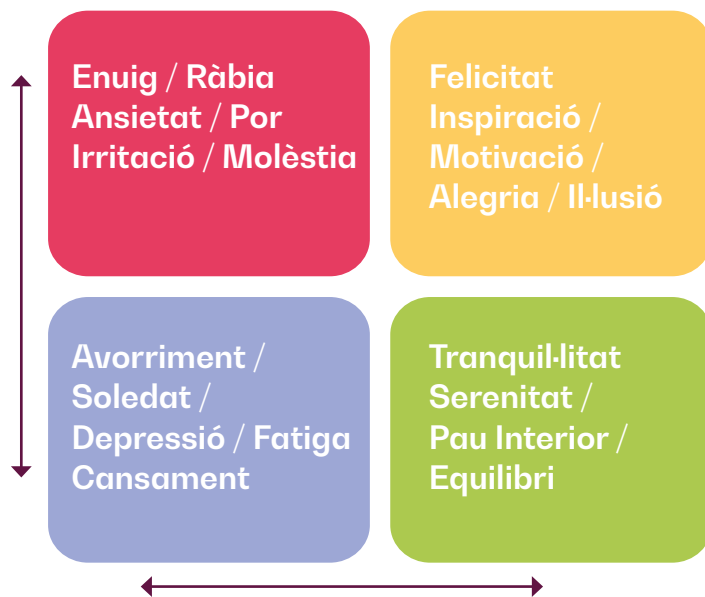 Enuig / Ràbia
Ansietat / Por
Irritació / Molèstia
Felicitat
Inspiració /
Motivació /
Alegria / Il·lusió
Avorriment /
Soledat /
Depressió / Fatiga
Cansament
Tranquil·litat
Serenitat /
Pau Interior /
Equilibri